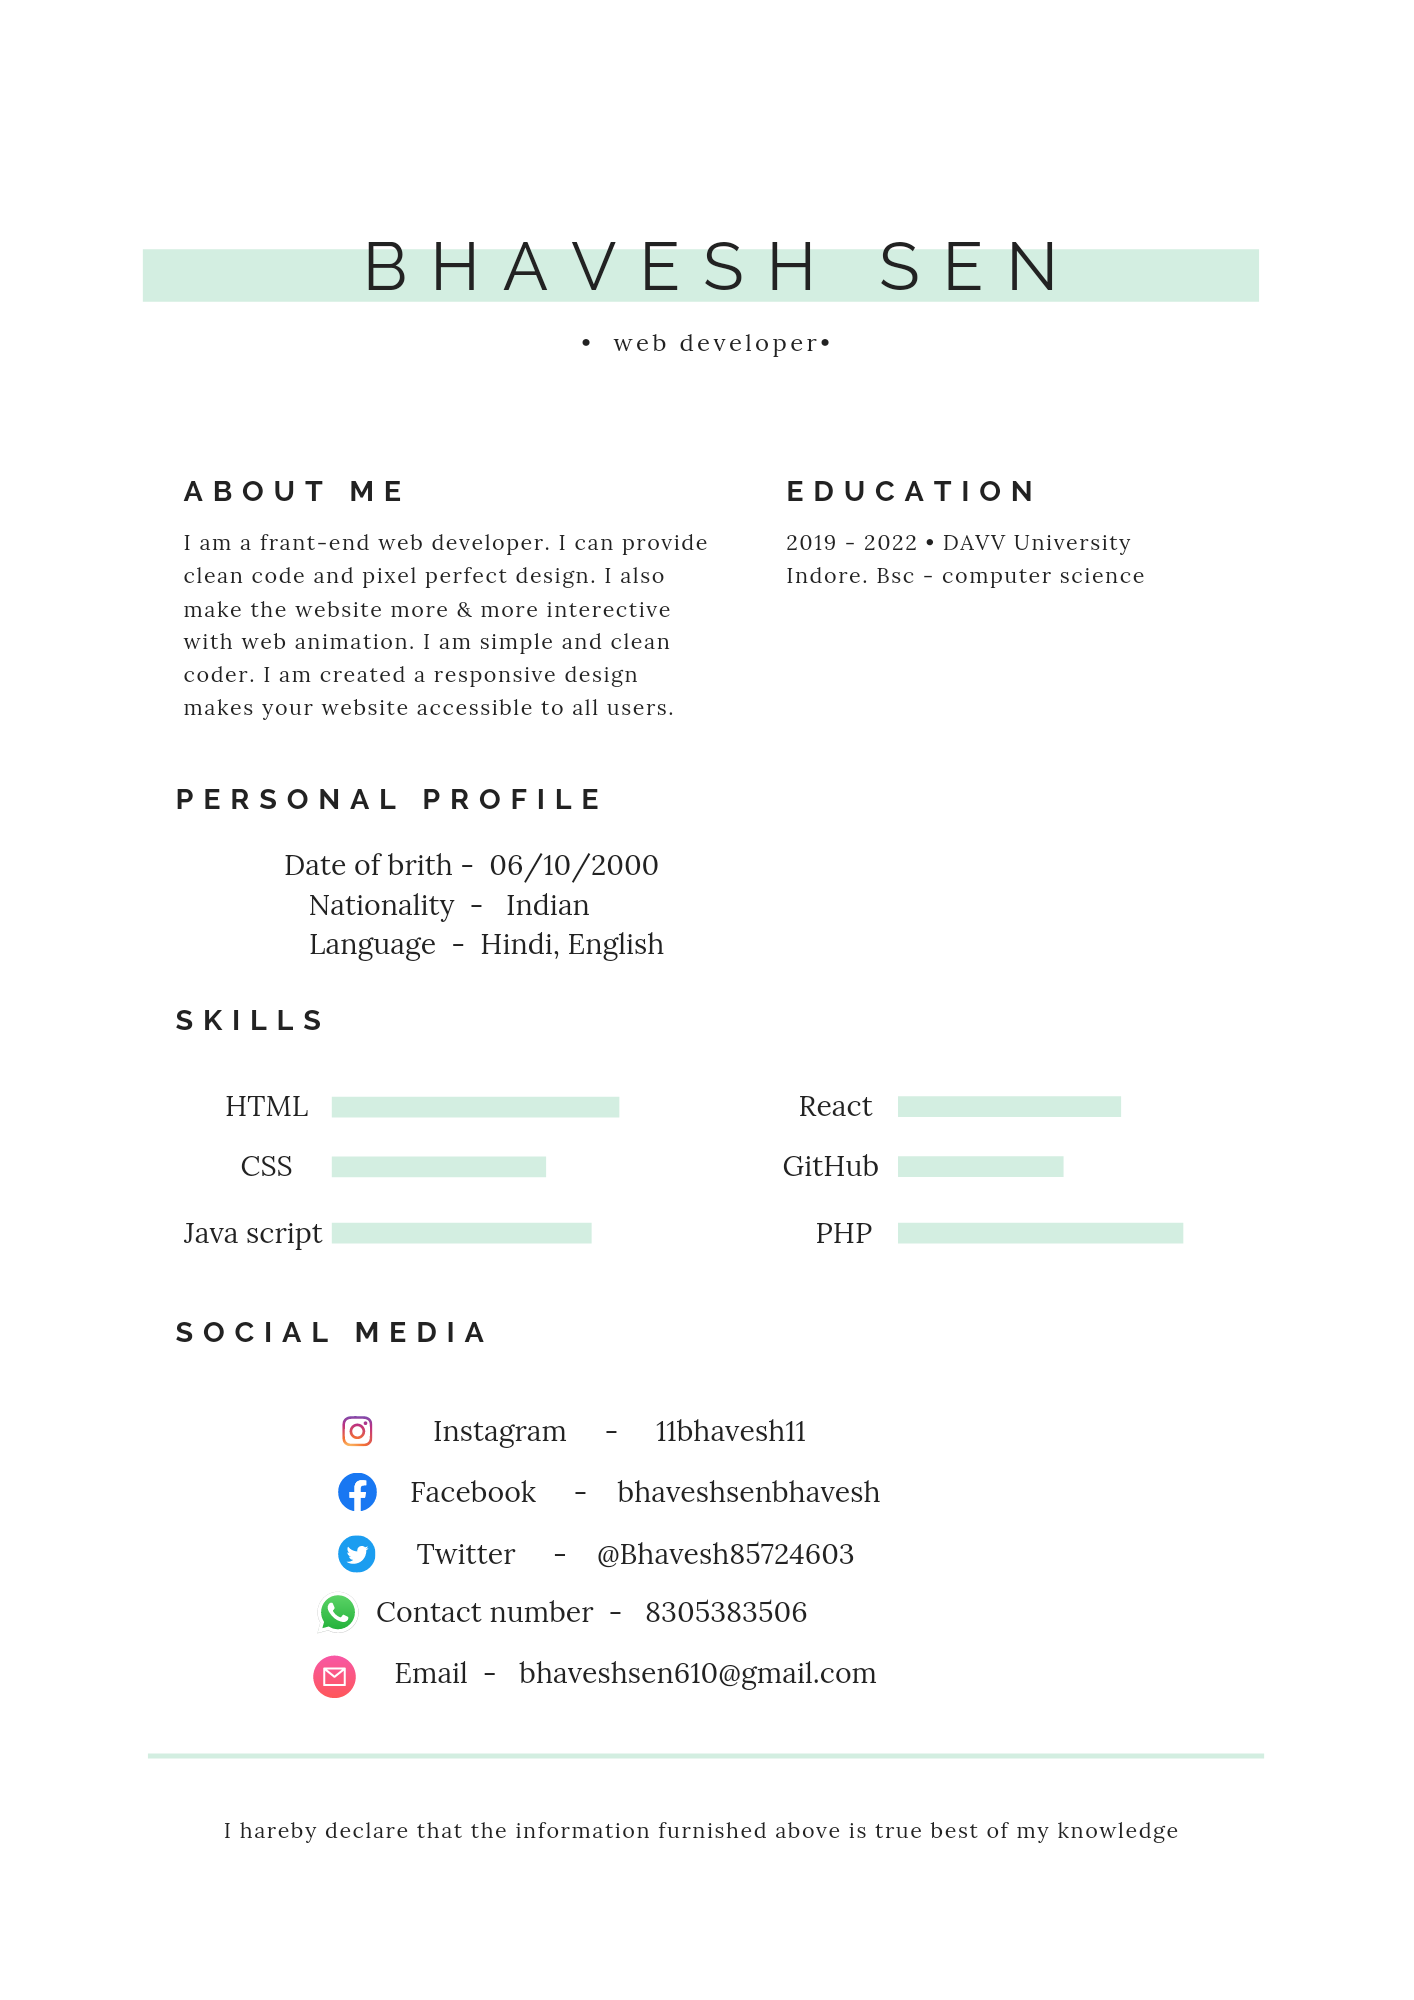 BHAVESH SEN
• web developer•
ABOUT ME
I am a frant-end web developer. I can provide
clean code and pixel perfect design. I also
make the website more & more interective
with web animation. I am simple and clean
coder. I am created a responsive design
makes your website accessible to all users.
EDUCATION
2019 - 2022 • DAVV University
Indore. Bsc - computer science
PERSONAL PROFILE
Date of brith - 06/10/2000
Nationality - Indian
Language - Hindi, English
SKILLS
HTML
CSS
Java script
React
GitHub
PHP
SOCIAL MEDIA
Instagram - 11bhavesh11
Facebook - bhaveshsenbhavesh
Twitter - @Bhavesh85724603
Contact number - 8305383506
Email - bhaveshsen610@gmail.com
I hareby declare that the information furnished above is true best of my knowledge